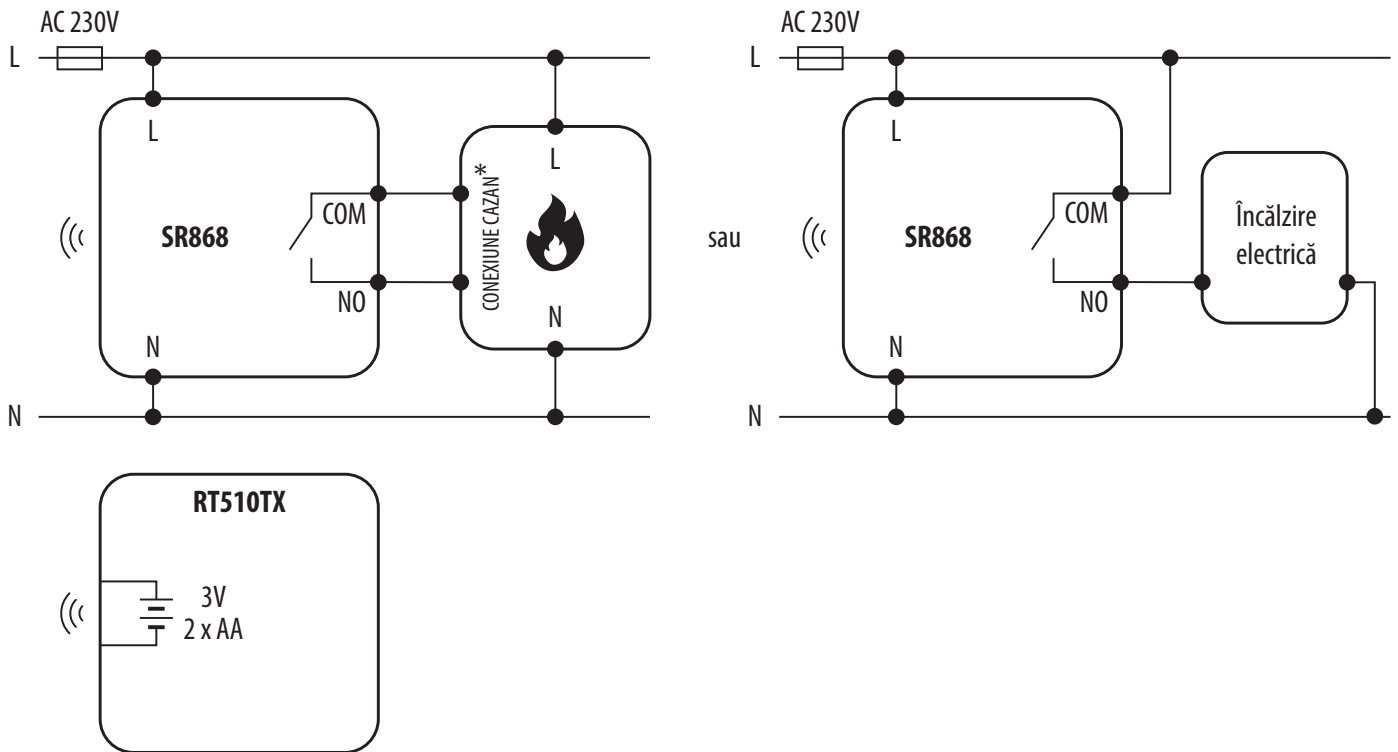 AC 230V
L
L
SR868
COM
NO
N
N
CONEXIUNE CAZAN*
L
N
sau
AC 230V
L
L
SR868
COM
NO
N
N
Încălzire
electrică
RT510TX
3V
2 x AA